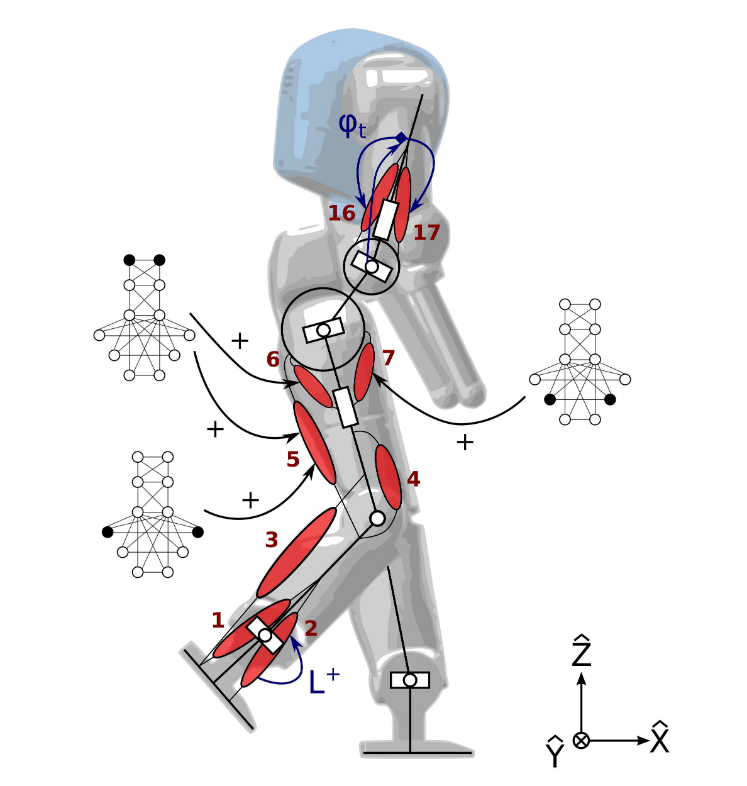 φt
16
17
+
6
7
+
5
+
+
4
3
1
2
L+
Ẑ
Ŷ
X̂